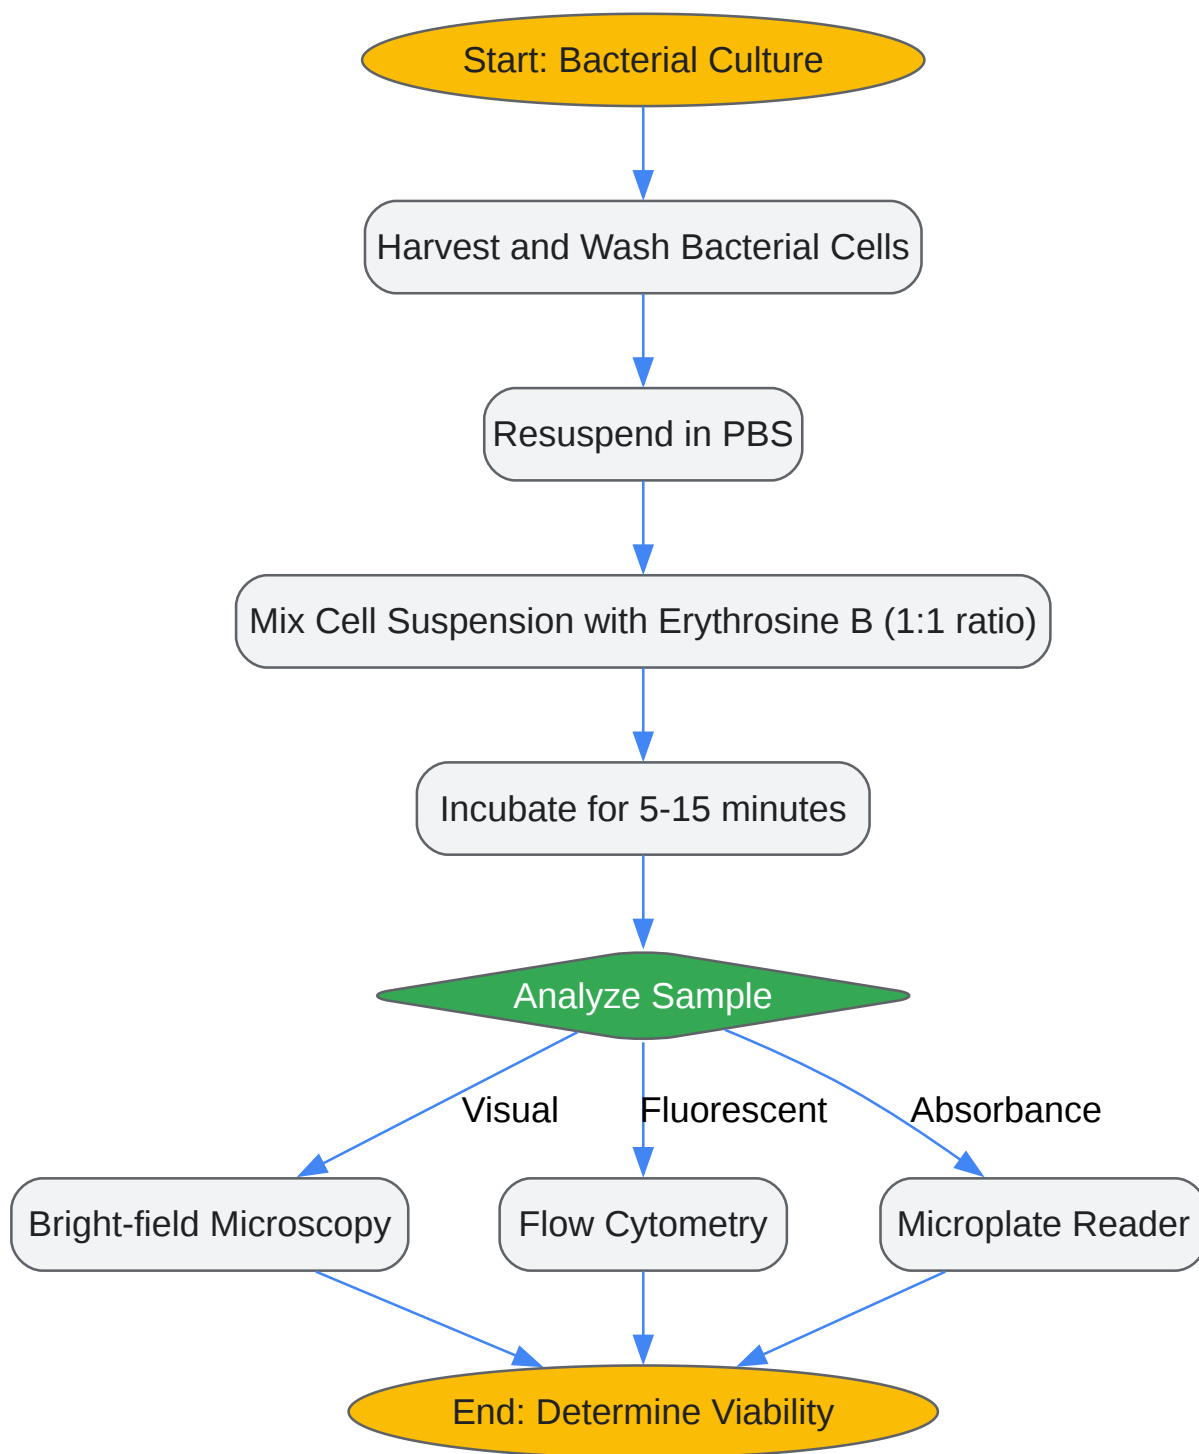 Start: Bacterial Culture
Harvest and Wash Bacterial Cells
Resuspend in PBS
Mix Cell Suspension with Erythrosine B (1:1 ratio)
Incubate for 5-15 minutes
Analyze Sample
Visual
Fluorescent
Absorbance
Bright-field Microscopy
Flow Cytometry
Microplate Reader
End: Determine Viability